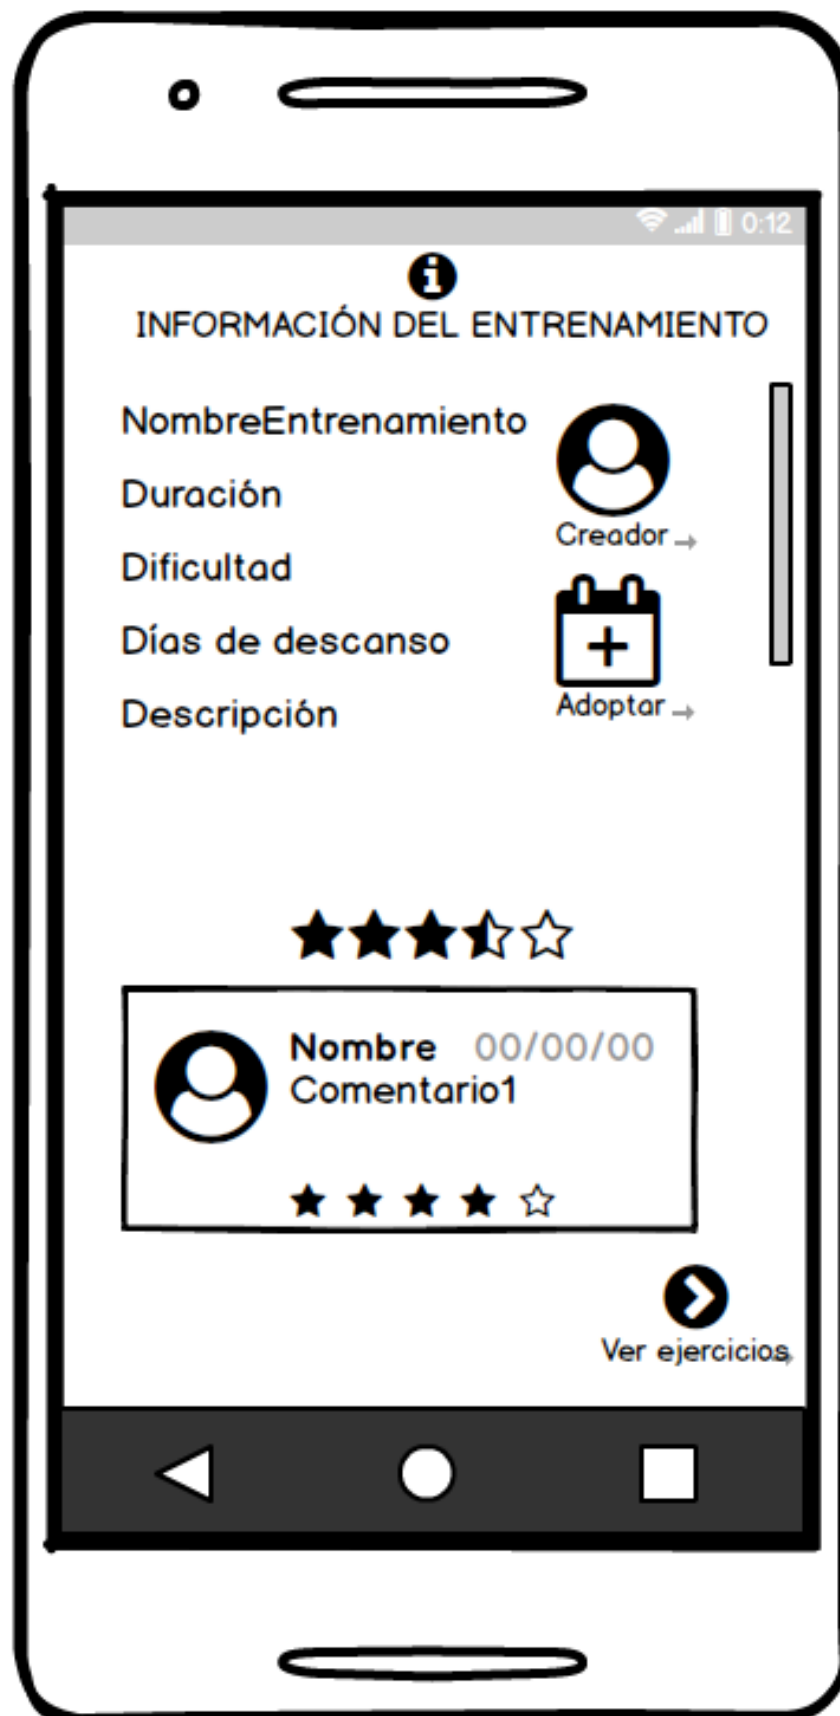 0:12
INFORMACIÓN DEL ENTRENAMIENTO
NombreEntrenamiento
Duración
Dificultad
Días de descanso
Descripción
Creador
Adoptar
Nombre 00/00/00
Comentario1
Ver ejercicios